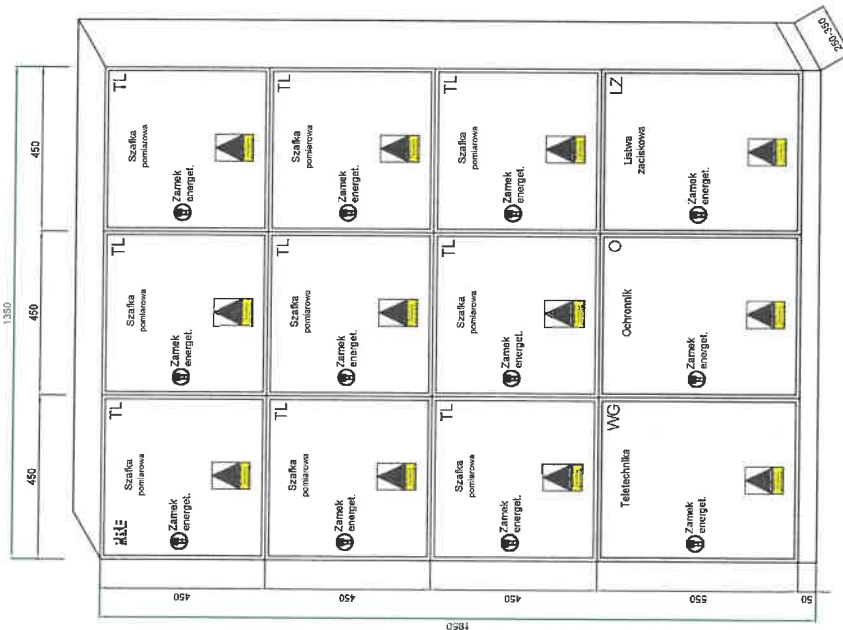 1350
450
450
450
TL
Szafka
pomiarowa
Zamek
energet.
TL
Szafka
pomiarowa
Zamek
energet.
TL
Szafka
pomiarowa
Zamek
energet.
450
TL
Szafka
pomiarowa
Zamek
energet.
TL
Szafka
pomiarowa
Zamek
energet.
TL
Szafka
pomiarowa
Zamek
energet.
450
TL
Szafka
pomiarowa
Zamek
energet.
TL
Szafka
pomiarowa
Zamek
energet.
TL
Szafka
pomiarowa
Zamek
energet.
450
WG
Teletechnika
Zamek
energet.
O
Ochronnik
Zamek
energet.
LZ
Listwa
zaciskowa
Zamek
energet.
550
50
1850
250-350